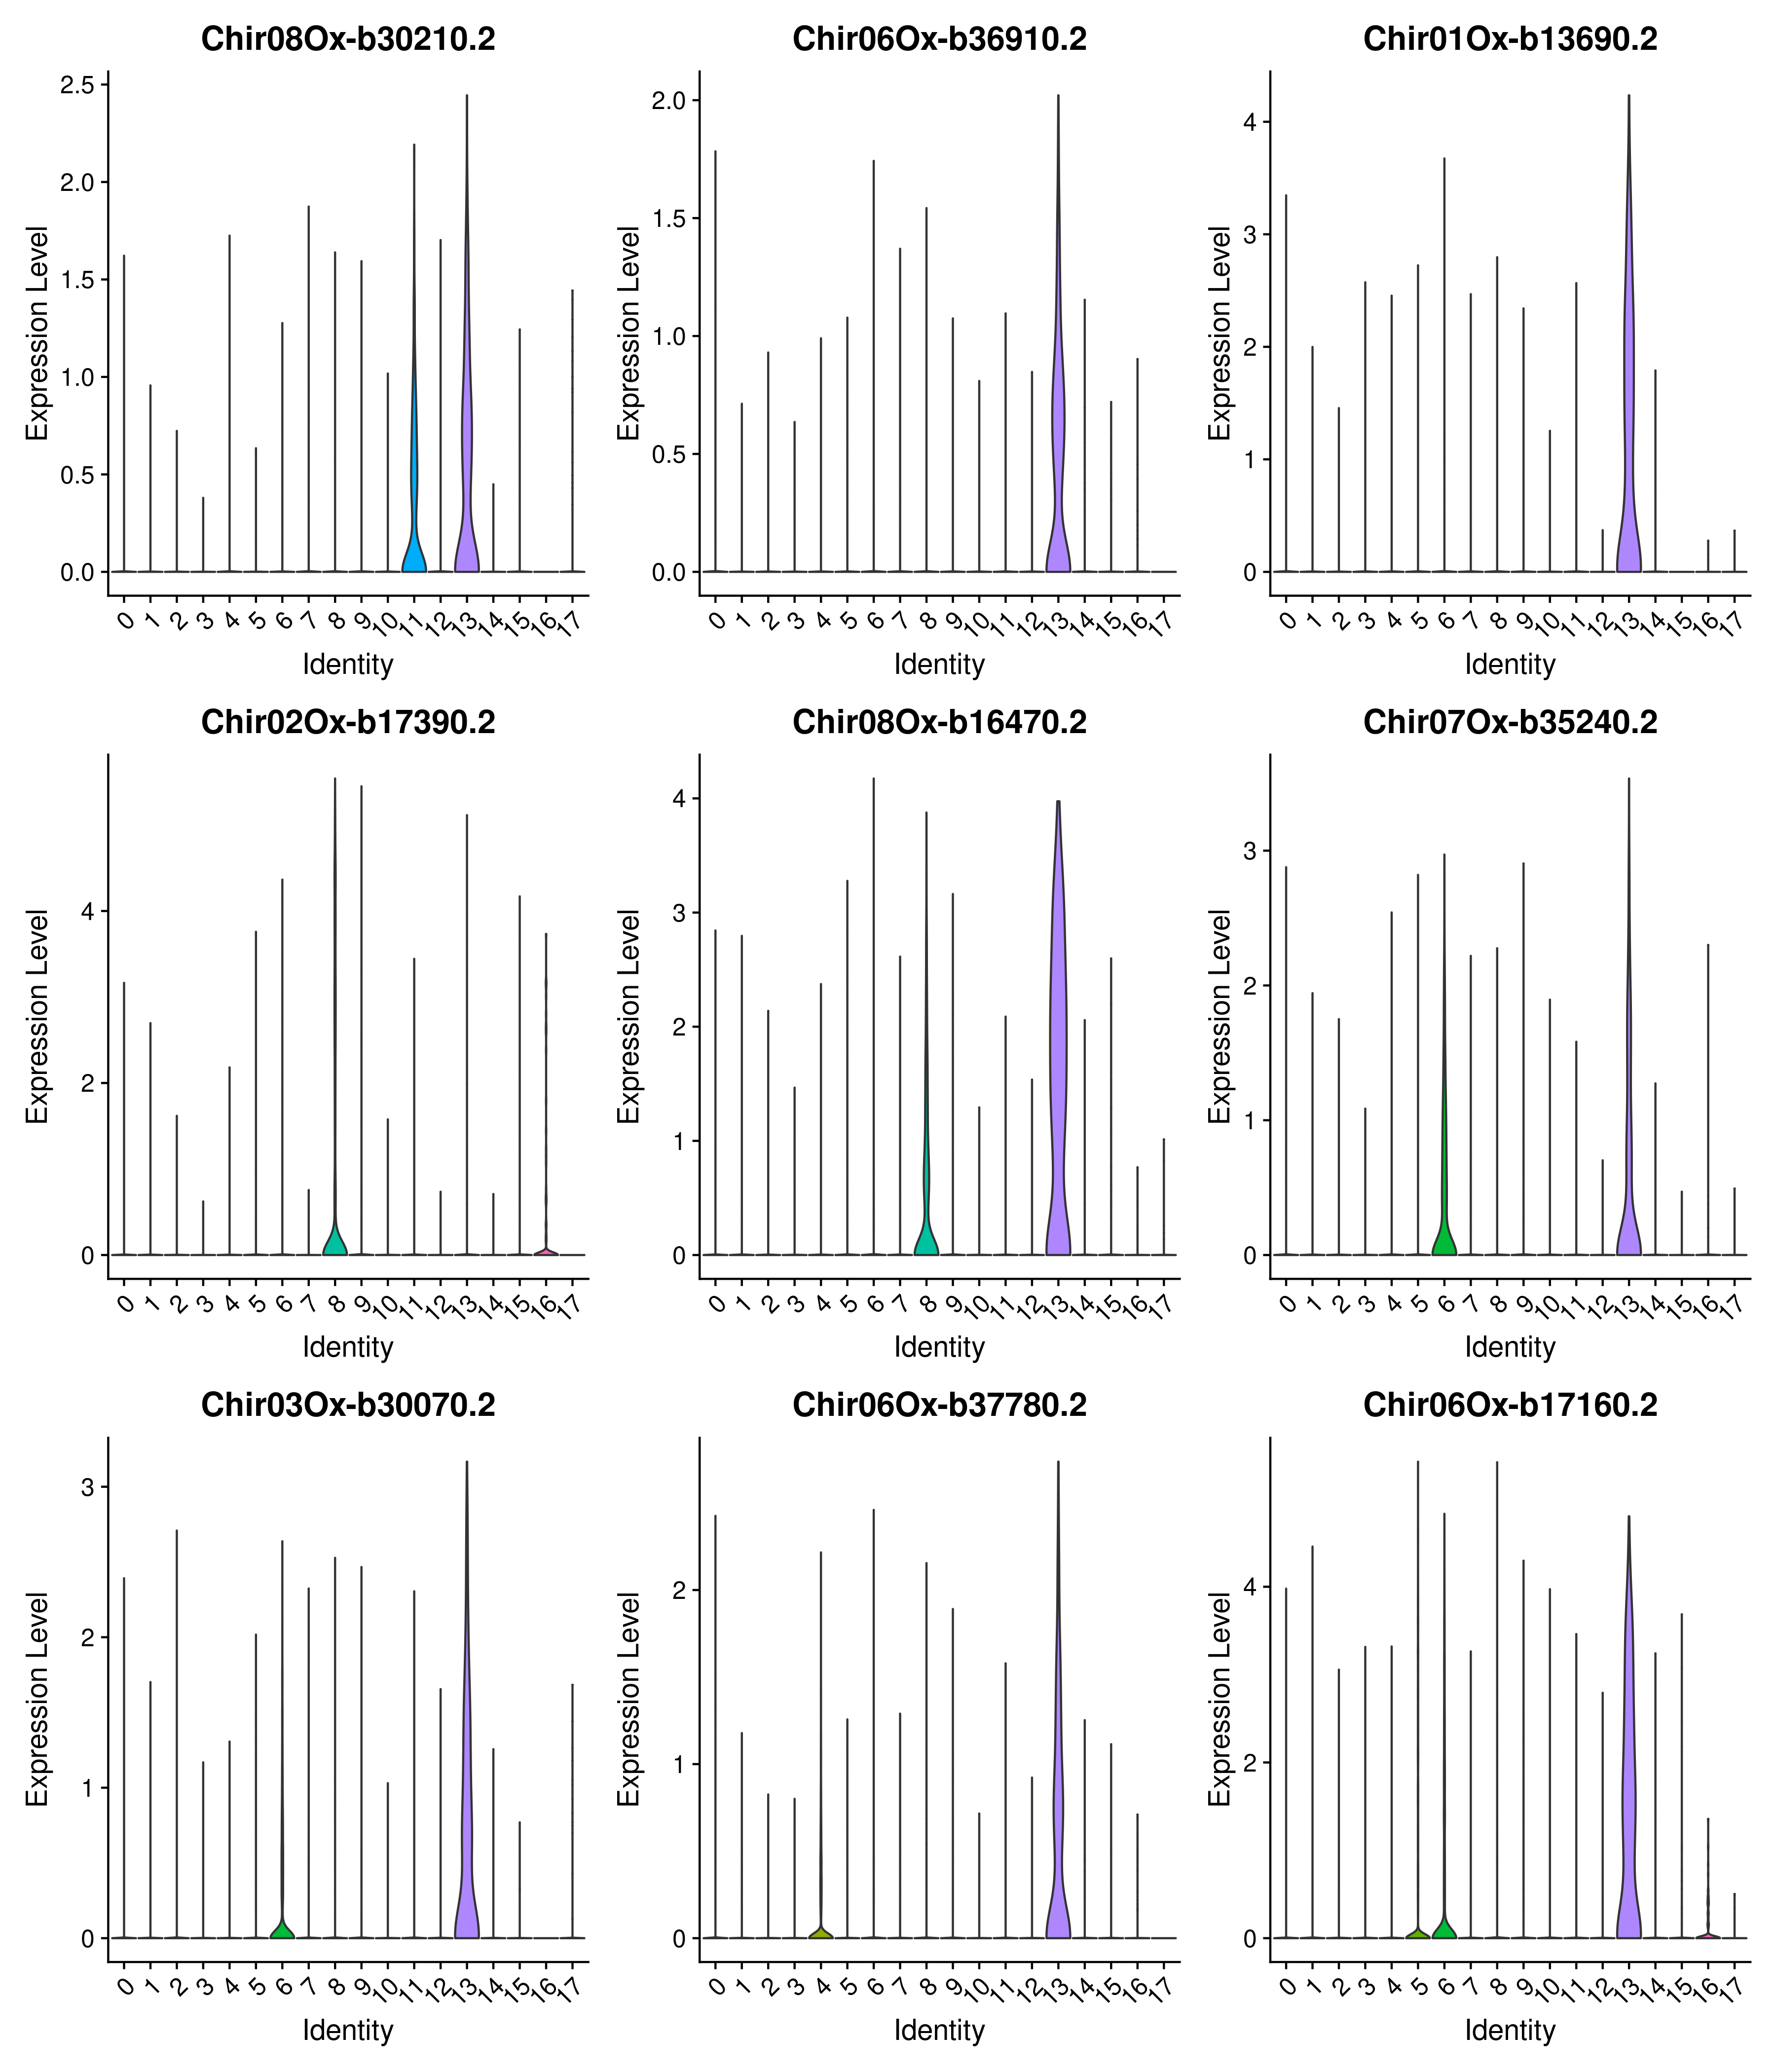 Chir08Ox-b30210.2 Chir06Ox-b36910.2 Chir01Ox-b13690.2
Expression Level Expression Level Expression Level
2.5 2.0 1.5 1.0 0.5 0.0
2.0 1.5 1.0 0.5 0.0
4 3 2 1 0
0 1 2 3 4 5 6 7 8 9 10 11 12 13 14 15 16 17
0 1 2 3 4 5 6 7 8 9 10 11 12 13 14 15 16 17
0 1 2 3 4 5 6 7 8 9 10 11 12 13 14 15 16 17
Identity Identity Identity
Chir02Ox-b17390.2 Chir08Ox-b16470.2 Chir07Ox-b35240.2
Expression Level Expression Level Expression Level
4 2 0
4 3 2 1 0
3 2 1 0
0 1 2 3 4 5 6 7 8 9 10 11 12 13 14 15 16 17
0 1 2 3 4 5 6 7 8 9 10 11 12 13 14 15 16 17
0 1 2 3 4 5 6 7 8 9 10 11 12 13 14 15 16 17
Identity Identity Identity
Chir03Ox-b30070.2 Chir06Ox-b37780.2 Chir06Ox-b17160.2
Expression Level Expression Level Expression Level
3 2 1 0
2 1 0
4 2 0
0 1 2 3 4 5 6 7 8 9 10 11 12 13 14 15 16 17
0 1 2 3 4 5 6 7 8 9 10 11 12 13 14 15 16 17
0 1 2 3 4 5 6 7 8 9 10 11 12 13 14 15 16 17
Identity Identity Identity